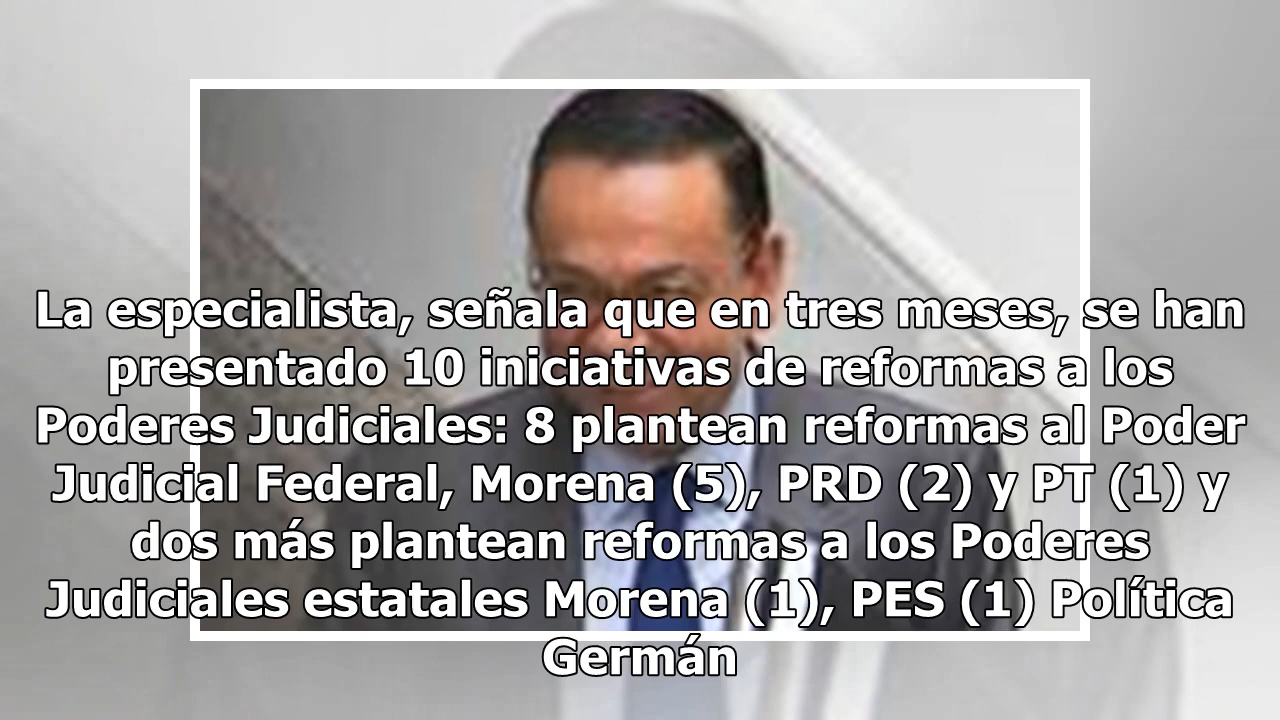 La especialista, señala que en tres meses, se han
presentado 10 iniciativas de reformas a los
Poderes Judiciales: 8 plantean reformas al Poder
Judicial Federal, Morena (5), PRD (2) y PT (1) y
dos más plantean reformas a los Poderes
Judiciales estatales Morena (1), PES (1) Política
Germán